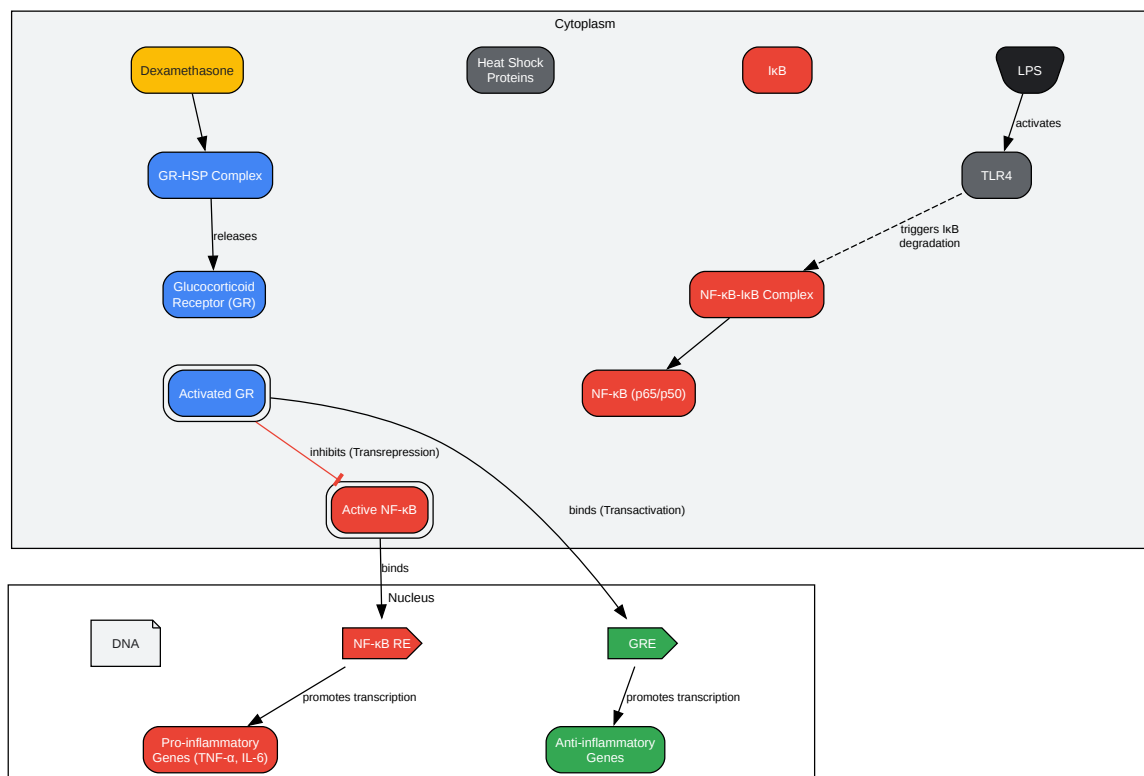 Cytoplasm
Dexamethasone
Heat Shock
Proteins
IκB
LPS
activates
GR-HSP Complex
TLR4
releases
triggers IκB
degradation
Glucocorticoid
Receptor (GR)
NF-κB-IκB Complex
Activated GR
NF-κB (p65/p50)
inhibits (Transrepression)
Active NF-κB
binds (Transactivation)
binds
Nucleus
DNA
NF-κB RE
GRE
promotes transcription
promotes transcription
Pro-inflammatory
Genes (TNF-α, IL-6)
Anti-inflammatory
Genes